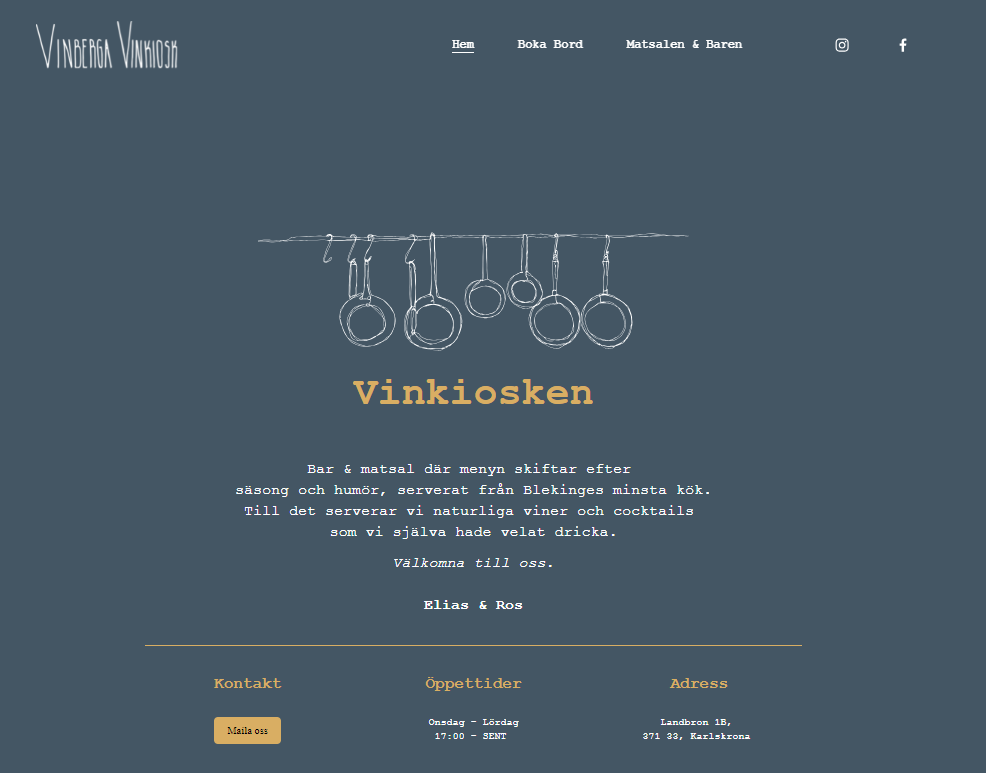 VINBERGA VINKIOSK
Hem
Boka Bord
Matsalen & Baren
Vinkiosken
Bar & matsal där menyn skiftar efter
säsong och humör, serverat från Blekinges minsta kök.
Till det serverar vi naturliga viner och cocktails
som vi själva hade velat dricka.
Välkomna till oss.
Elias & Ros
Kontakt
Maila oss
Öppettider
Onsdag - Lördag
17:00 - SENT
Adress
Landbron 1B,
371 33, Karlskrona